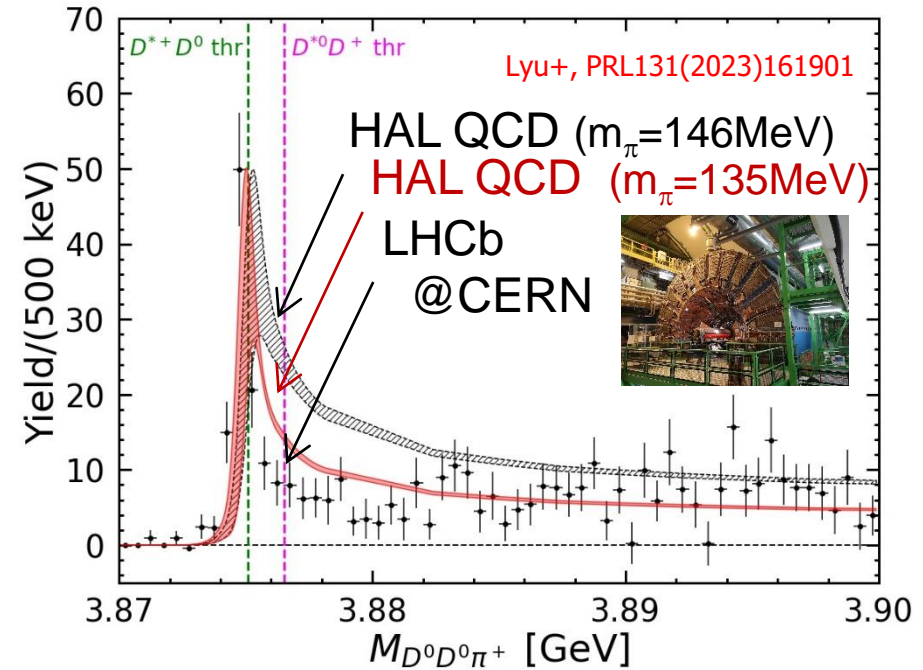 D*+D0 thr
D*0D+ thr
Lyu+, PRL131(2023)161901
HAL QCD (mπ=146MeV)
HAL QCD (mπ=135MeV)
LHCb
@CERN
Yield/(500 keV)
70
60
50
40
30
20
10
0
3.87 3.88 3.89 3.90
M_{D0D0π+} [GeV]